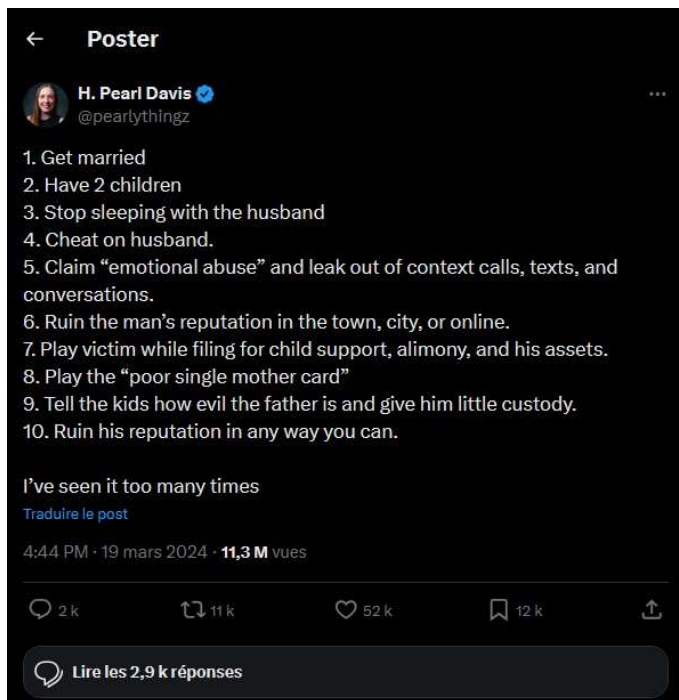 Poster
H. Pearl Davis
@pearlythingz
1. Get married
2. Have 2 children
3. Stop sleeping with the husband
4. Cheat on husband.
5. Claim “emotional abuse” and leak out of context calls, texts, and
conversations.
6. Ruin the man’s reputation in the town, city, or online.
7. Play victim while filing for child support, alimony, and his assets.
8. Play the “poor single mother card”
9. Tell the kids how evil the father is and give him little custody.
10. Ruin his reputation in any way you can.
I’ve seen it too many times
Traduire le post
4:44 PM · 19 mars 2024 · 11,3 M vues
2 k 11 k 52 k 12 k
Lire les 2,9 k réponses